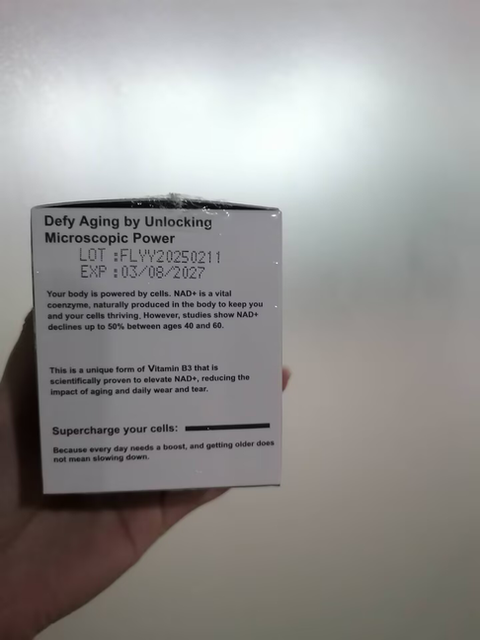 Defy Aging by Unlocking
Microscopic Power
LOT :FLYY20250211
EXP :03/08/2027
Your body is powered by cells. NAD+ is a vital
coenzyme, naturally produced in the body to keep you
and your cells thriving. However, studies show NAD+
declines up to 50% between ages 40 and 60.
This is a unique form of Vitamin B3 that is
scientifically proven to elevate NAD+, reducing the
impact of aging and daily wear and tear.
Supercharge your cells:
Because every day needs a boost, and getting older does
not mean slowing down.